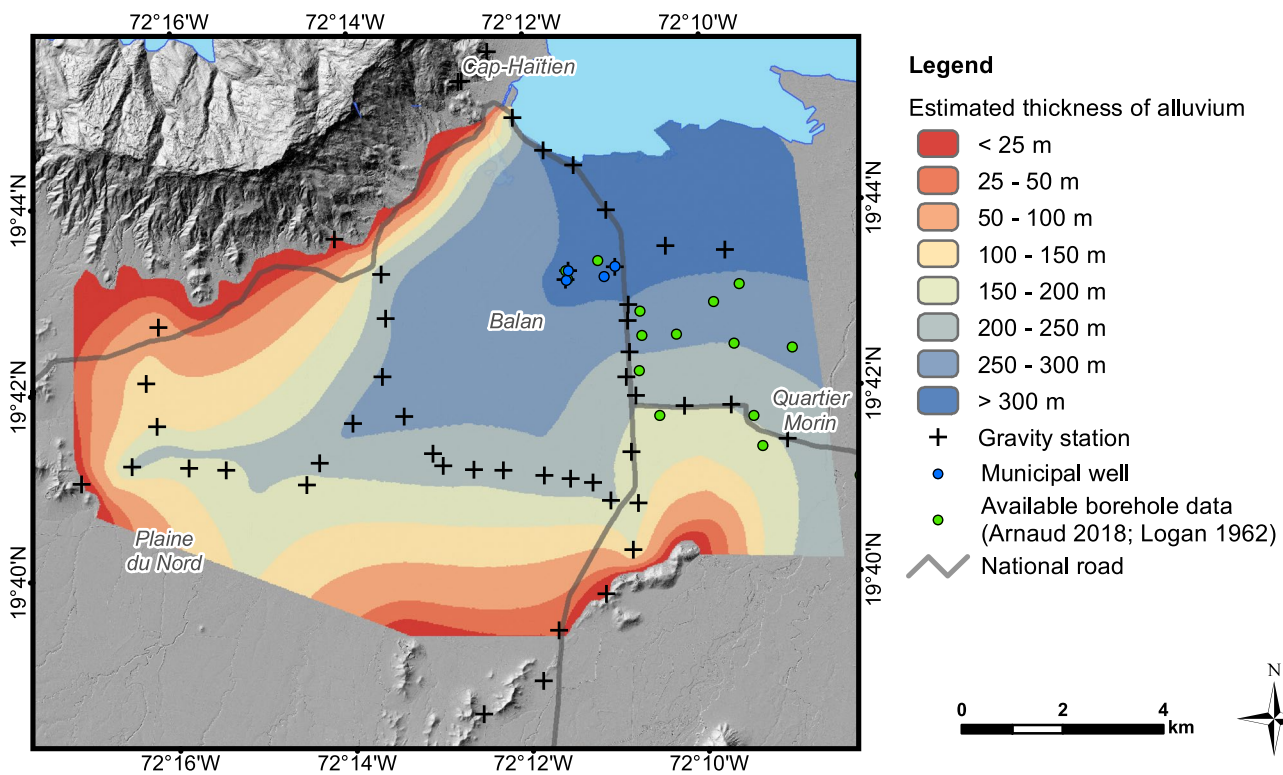 72°16'W 72°14'W 72°12'W 72°10'W
Cap-Haïtien
19°44'N 19°44'N
Balan
19°42'N 19°42'N
Quartier
Morin
Plaine
du Nord
19°40'N 19°40'N
72°16'W 72°14'W 72°12'W 72°10'W
Legend
Estimated thickness of alluvium
< 25 m
25 - 50 m
50 - 100 m
100 - 150 m
150 - 200 m
200 - 250 m
250 - 300 m
> 300 m
Gravity station
Municipal well
Available borehole data
(Arnaud 2018; Logan 1962)
National road
N
0 2 4
km